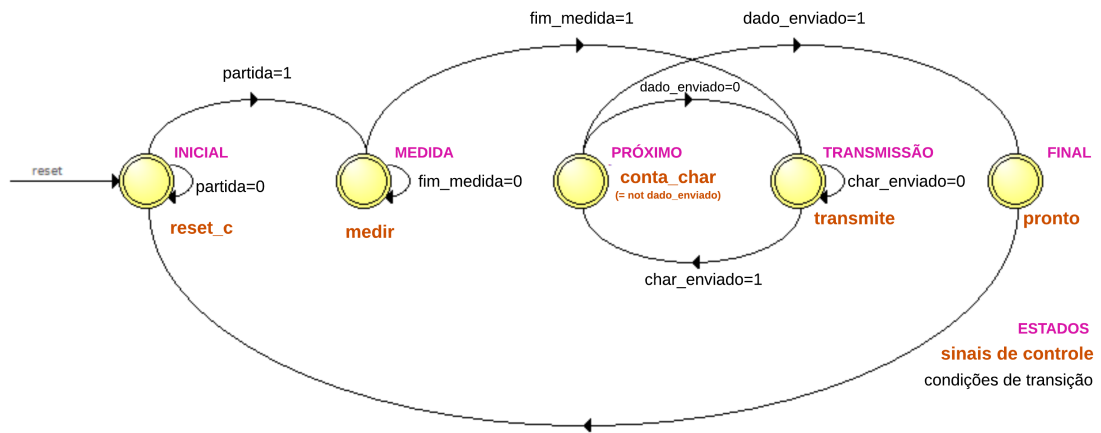 fim_medida=1
dado_enviado=1
partida=1
dado_enviado=0
reset
INICIAL
partida=0
reset_c
MEDIDA
fim_medida=0
medir
PRÓXIMO
conta_char
(= not dado_enviado)
TRANSMISSÃO
char_enviado=0
transmite
FINAL
pronto
char_enviado=1
ESTADOS
sinais de controle
condições de transição